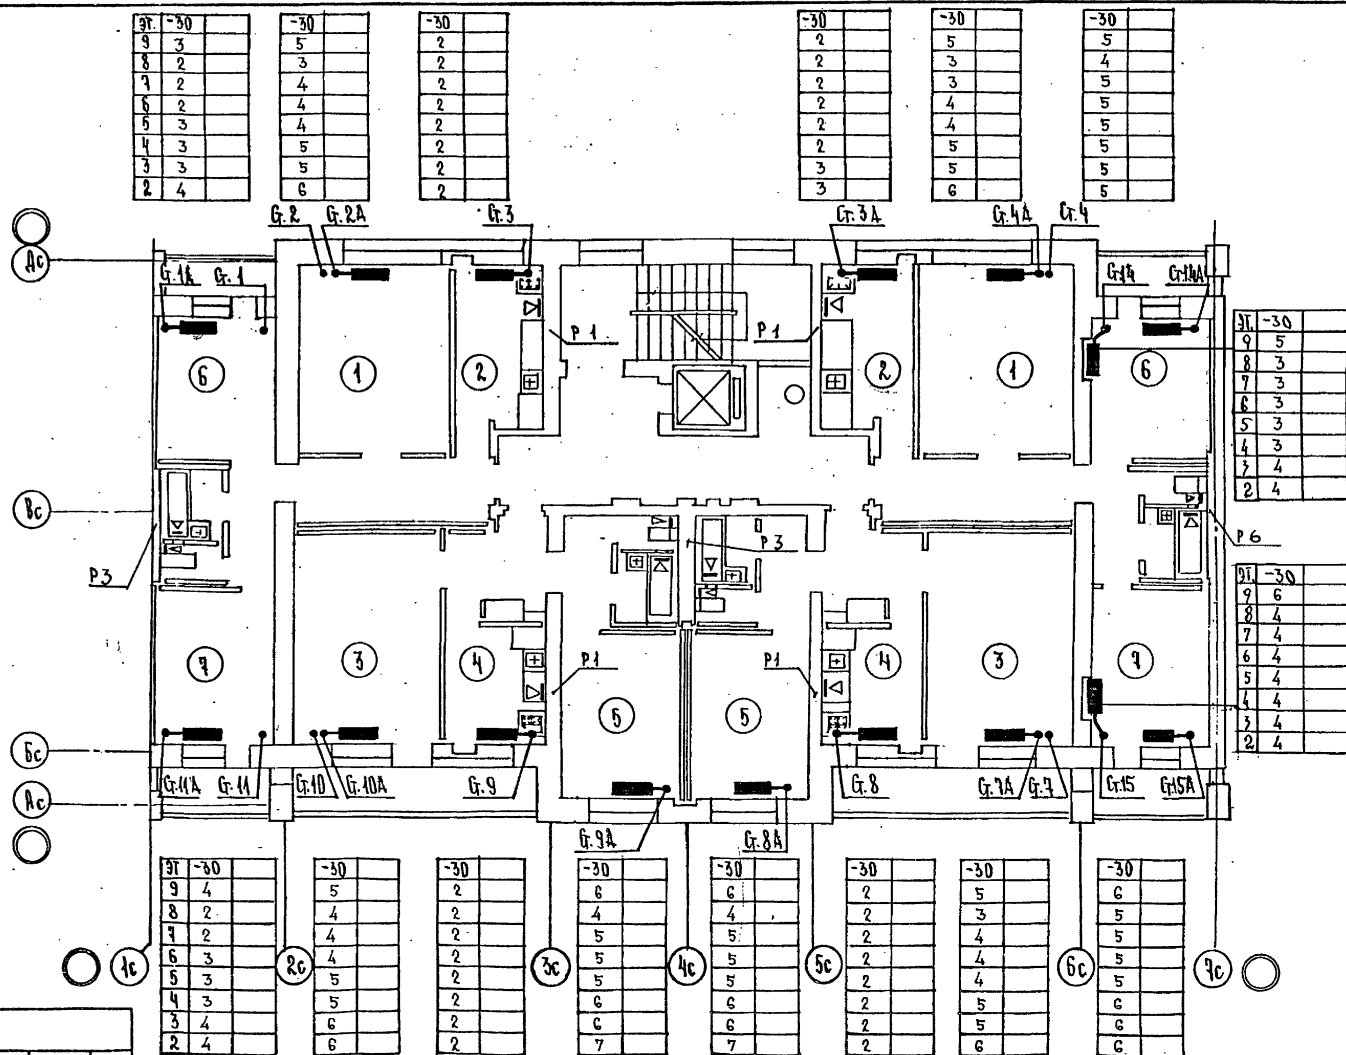 эт. -30 -30 -30 -30 -30 -30
9 3 5 2 2 5 5
8 2 3 2 2 3 4
7 2 4 2 2 3 5
6 2 4 2 2 4 5
5 3 4 2 2 4 5
4 3 5 2 2 5 5
3 3 5 2 3 5 5
2 4 6 2 3 6 5
Ст.2 Ст.2А Ст.3 Ст.3А Ст.4А Ст.4
Ас
Ст.1А Ст.1 Ст.14 Ст.14А
Р1 Р1
6 1 2 2 1 6
эт. -30
9 5
8 3
7 3
6 3
5 3
4 3
3 4
2 4
Вс
Р3 Р3 Р6
эт. -30
9 6
8 4
7 4
6 4
5 4
4 4
3 4
2 4
Р1 Р1
7 3 4 5 5 4 3 7
Бс
Ас
Ст.11А Ст.11 Ст.10 Ст.10А Ст.9 Ст.8 Ст.7А Ст.7 Ст.15 Ст.15А
Ст.9А Ст.8А
эт -30 -30 -30 -30 -30 -30 -30 -30
9 4 5 2 6 6 2 5 6
8 2 4 2 4 4 2 3 5
7 2 4 2 5 5 2 4 5
6 3 4 2 5 5 2 4 5
5 3 5 2 5 5 2 4 5
4 3 5 2 6 6 2 5 6
3 4 6 2 6 6 2 5 6
2 4 6 2 7 7 2 6 6
1с 2с 3с 4с 5с 6с 7с